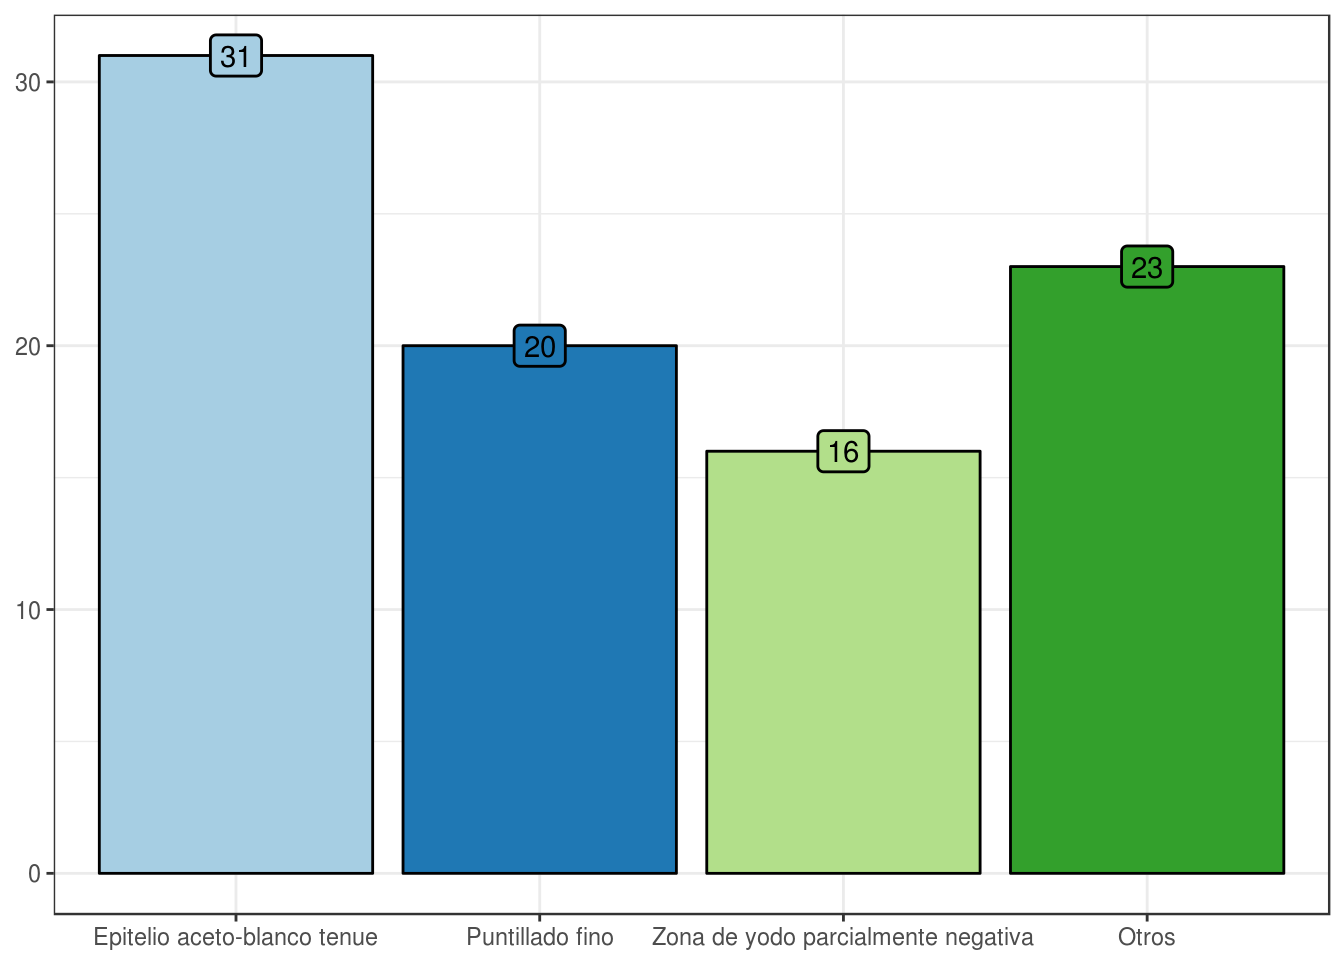 31
30
23
20
20
16
10
0
Epitelio aceto-blanco tenue
Puntillado fino
Zona de yodo parcialmente negativa
Otros